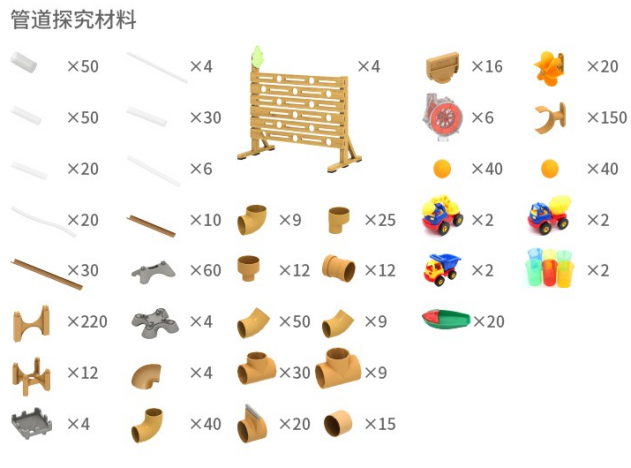 管道探究材料
×50 ×4 ×4 ×16 ×20
×50 ×30 ×6 ×150
×20 ×6 ×40 ×40
×20 ×10 ×9 ×25 ×2 ×2
×30 ×60 ×12 ×12 ×2 ×2
×220 ×4 ×50 ×9 ×20
×12 ×4 ×30 ×9
×4 ×40 ×20 ×15